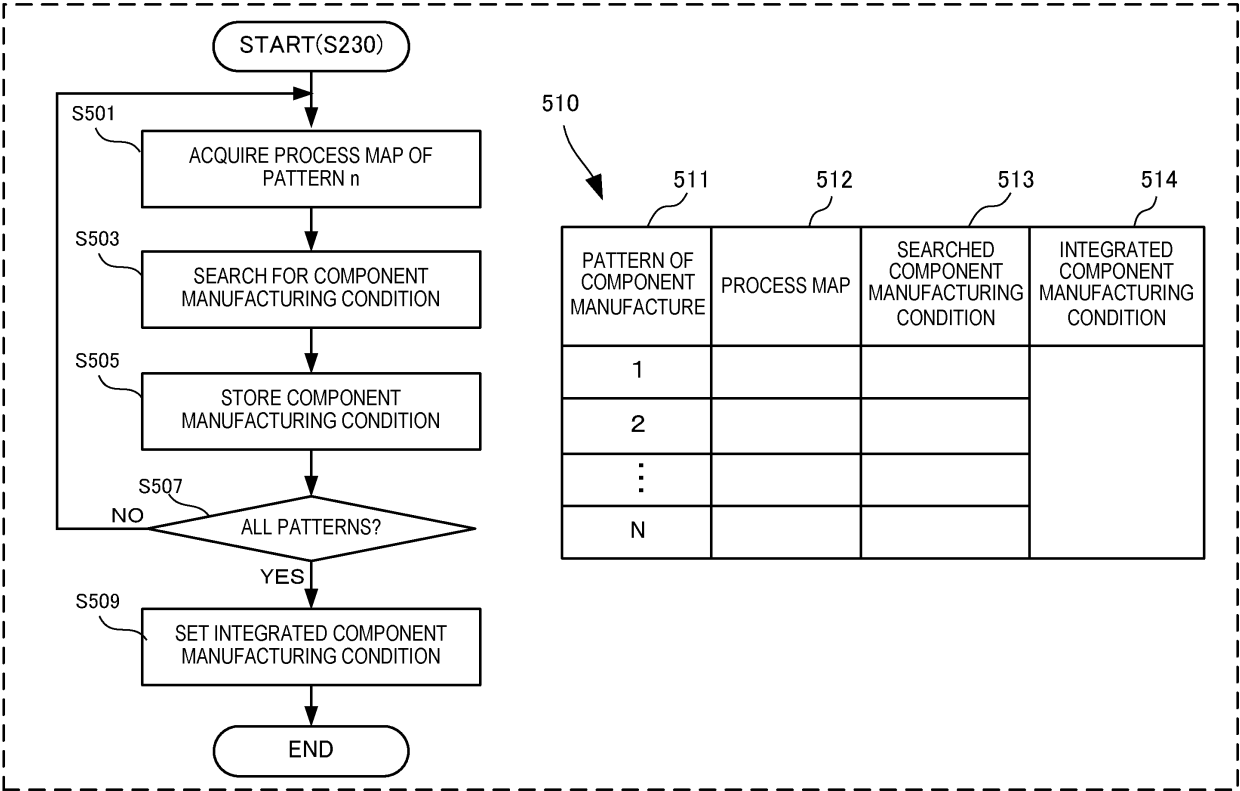 START(S230)
S501
ACQUIRE PROCESS MAP OF
PATTERN n
S503
SEARCH FOR COMPONENT
MANUFACTURING CONDITION
S505
STORE COMPONENT
MANUFACTURING CONDITION
S507
NO
ALL PATTERNS?
YES
S509
SET INTEGRATED COMPONENT
MANUFACTURING CONDITION
END
510
511
512
513
514
PATTERN OF
COMPONENT
MANUFACTURE
PROCESS MAP
SEARCHED
COMPONENT
MANUFACTURING
CONDITION
INTEGRATED
COMPONENT
MANUFACTURING
CONDITION
1
2
⋮
N